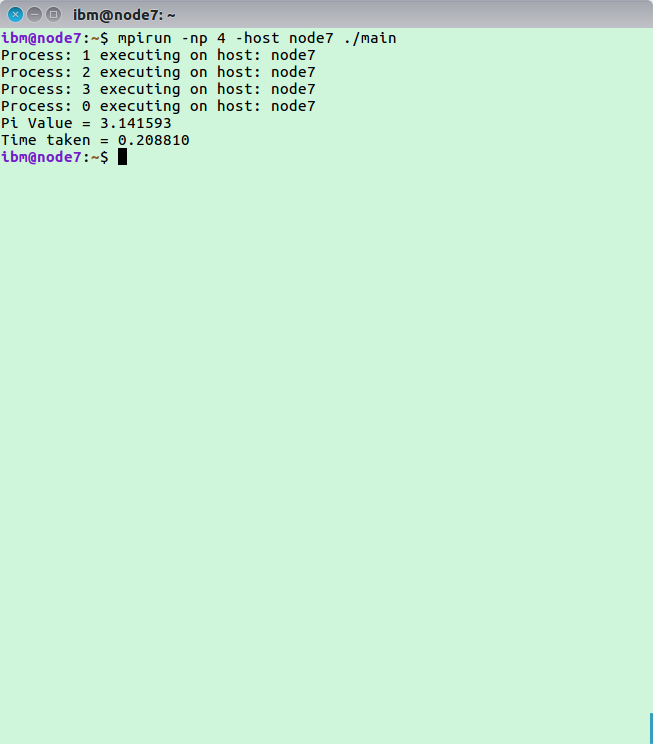 ibm@node7: ~
ibm@node7:~$ mpirun -np 4 -host node7 ./main
Process: 1 executing on host: node7
Process: 2 executing on host: node7
Process: 3 executing on host: node7
Process: 0 executing on host: node7
Pi Value = 3.141593
Time taken = 0.208810
ibm@node7:~$